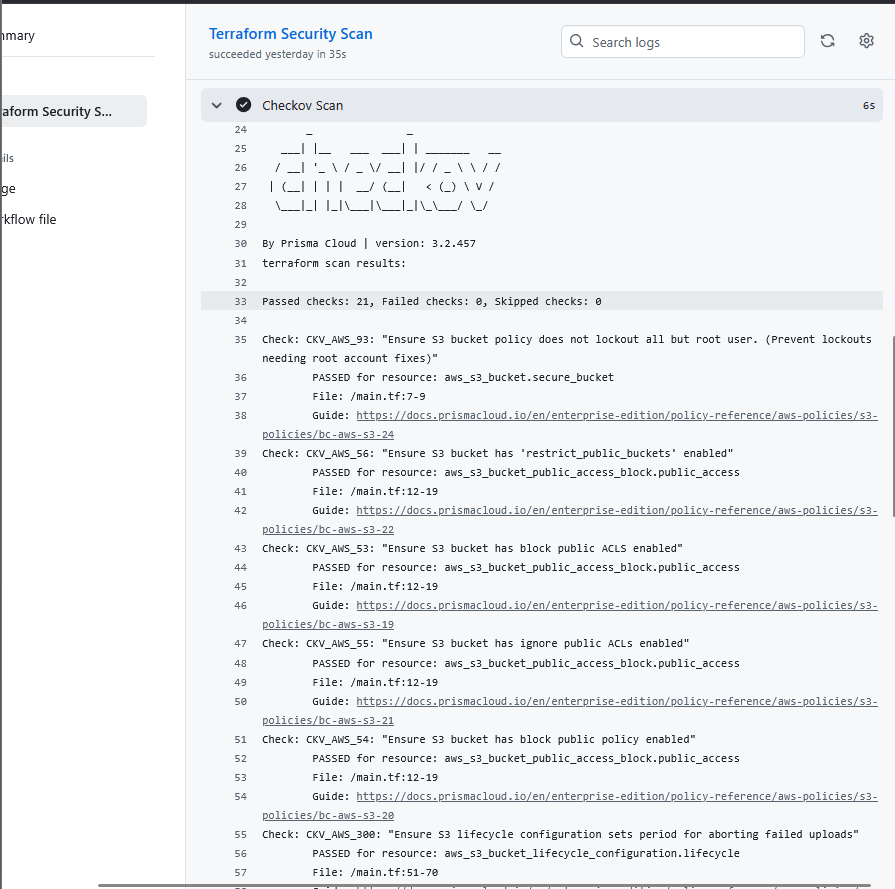 mmary
raform Security S...
ils
ge
rkflow file
Terraform Security Scan
succeeded yesterday in 35s
Search logs
Checkov Scan 6s
24        _               _
25    ___| |__   ___  ___| | _______   __
26   / __| '_ \ / _ \/ __| |/ / _ \ \ / /
27  | (__| | | |  __/ (__|   < (_) \ V /
28   \___|_| |_|\___|\___|_|\_\___/ \_/
29
30 By Prisma Cloud | version: 3.2.457
31 terraform scan results:
32
33 Passed checks: 21, Failed checks: 0, Skipped checks: 0
34
35 Check: CKV_AWS_93: "Ensure S3 bucket policy does not lockout all but root user. (Prevent lockouts
needing root account fixes)"
36 PASSED for resource: aws_s3_bucket.secure_bucket
37 File: /main.tf:7-9
38 Guide: https://docs.prismacloud.io/en/enterprise-edition/policy-reference/aws-policies/s3-
policies/bc-aws-s3-24
39 Check: CKV_AWS_56: "Ensure S3 bucket has 'restrict_public_buckets' enabled"
40 PASSED for resource: aws_s3_bucket_public_access_block.public_access
41 File: /main.tf:12-19
42 Guide: https://docs.prismacloud.io/en/enterprise-edition/policy-reference/aws-policies/s3-
policies/bc-aws-s3-22
43 Check: CKV_AWS_53: "Ensure S3 bucket has block public ACLS enabled"
44 PASSED for resource: aws_s3_bucket_public_access_block.public_access
45 File: /main.tf:12-19
46 Guide: https://docs.prismacloud.io/en/enterprise-edition/policy-reference/aws-policies/s3-
policies/bc-aws-s3-19
47 Check: CKV_AWS_55: "Ensure S3 bucket has ignore public ACLs enabled"
48 PASSED for resource: aws_s3_bucket_public_access_block.public_access
49 File: /main.tf:12-19
50 Guide: https://docs.prismacloud.io/en/enterprise-edition/policy-reference/aws-policies/s3-
policies/bc-aws-s3-21
51 Check: CKV_AWS_54: "Ensure S3 bucket has block public policy enabled"
52 PASSED for resource: aws_s3_bucket_public_access_block.public_access
53 File: /main.tf:12-19
54 Guide: https://docs.prismacloud.io/en/enterprise-edition/policy-reference/aws-policies/s3-
policies/bc-aws-s3-20
55 Check: CKV_AWS_300: "Ensure S3 lifecycle configuration sets period for aborting failed uploads"
56 PASSED for resource: aws_s3_bucket_lifecycle_configuration.lifecycle
57 File: /main.tf:51-70